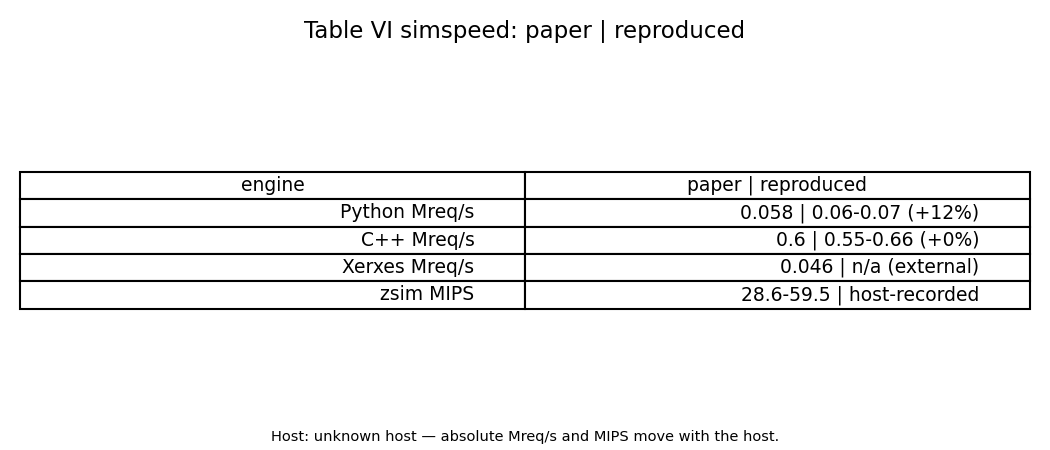 Table VI simspeed: paper | reproduced
engine paper | reproduced
Python Mreq/s 0.058 | 0.06-0.07 (+12%)
C++ Mreq/s 0.6 | 0.55-0.66 (+0%)
Xerxes Mreq/s 0.046 | n/a (external)
zsim MIPS 28.6-59.5 | host-recorded
Host: unknown host — absolute Mreq/s and MIPS move with the host.